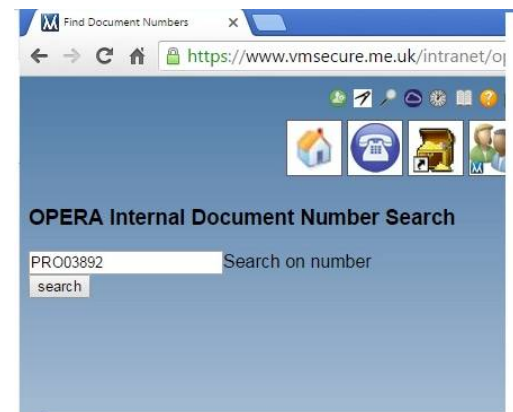 Find Document Numbers
https://www.vmsecure.me.uk/intranet/op
OPERA Internal Document Number Search
PRO03892 Search on number
search